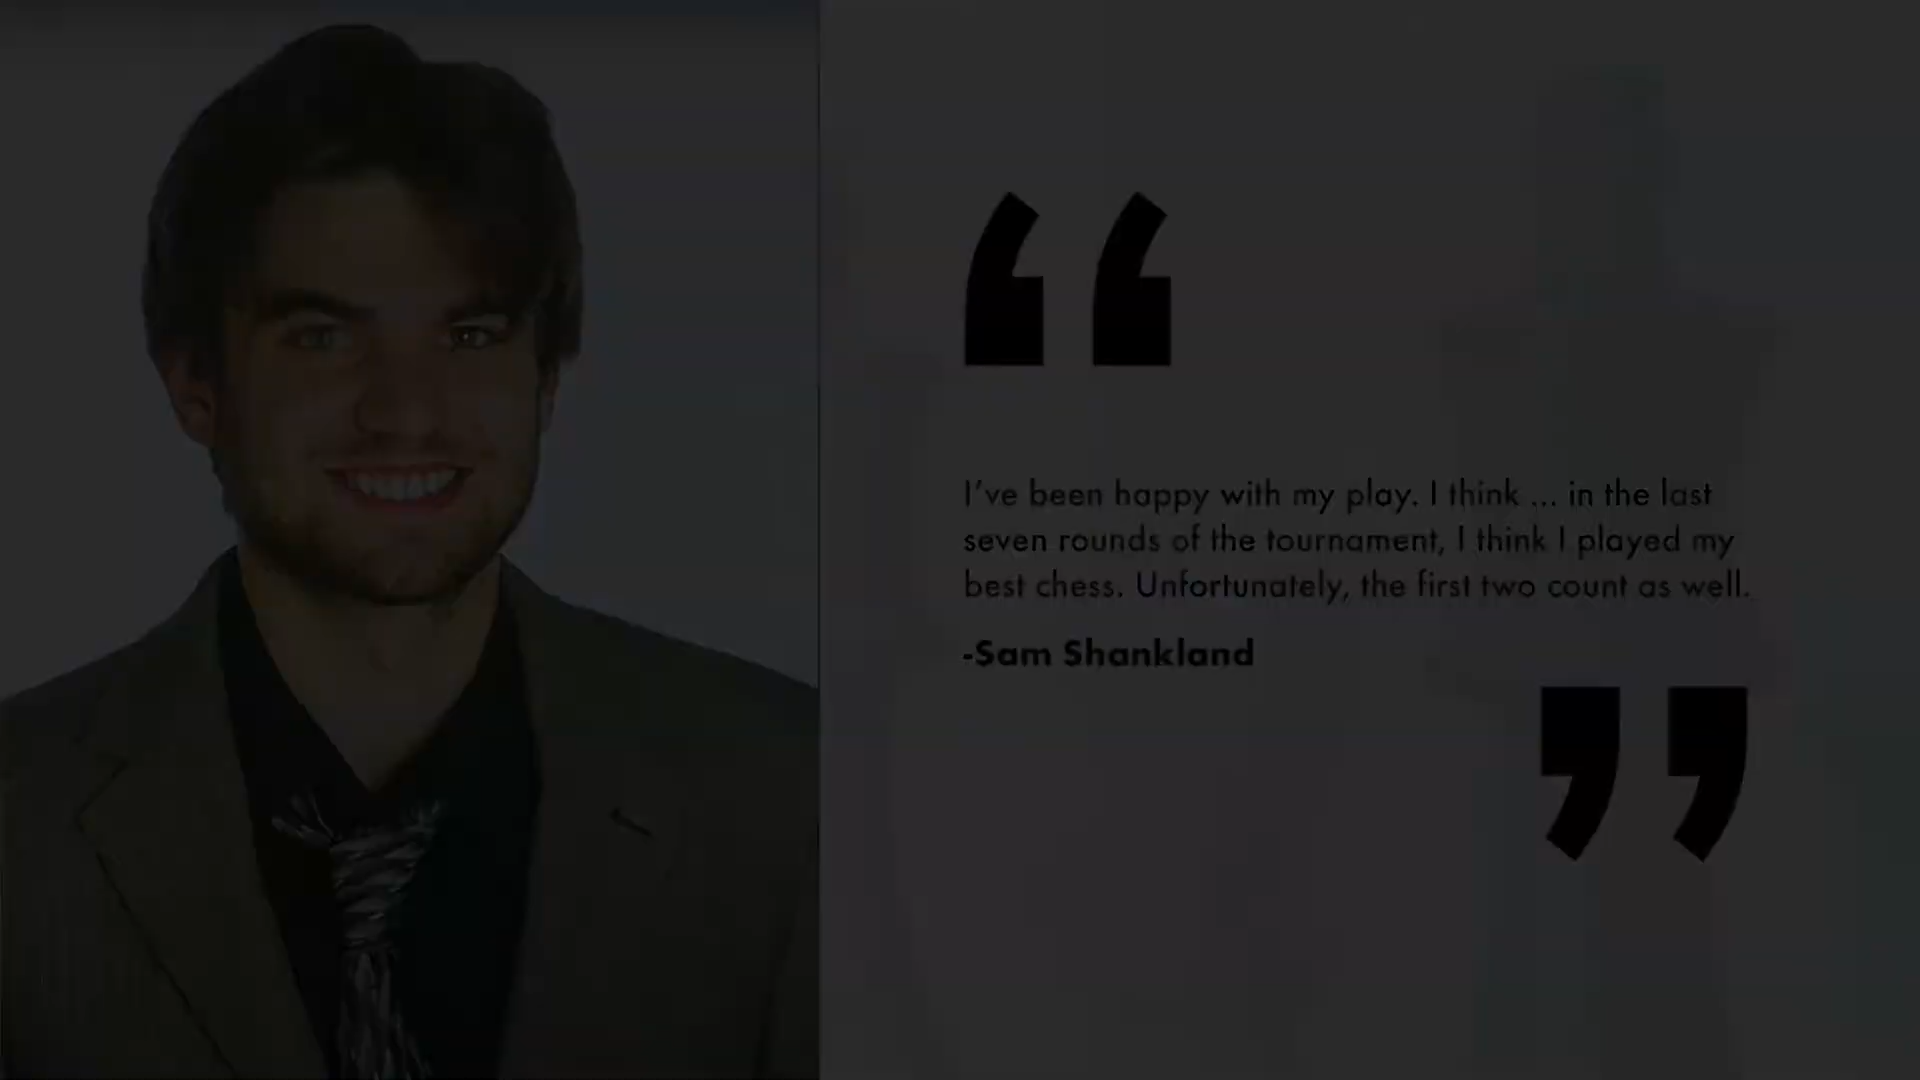 “
I’ve been happy with my play. I think ... in the last
seven rounds of the tournament, I think I played my
best chess. Unfortunately, the first two count as well.
-Sam Shankland
”